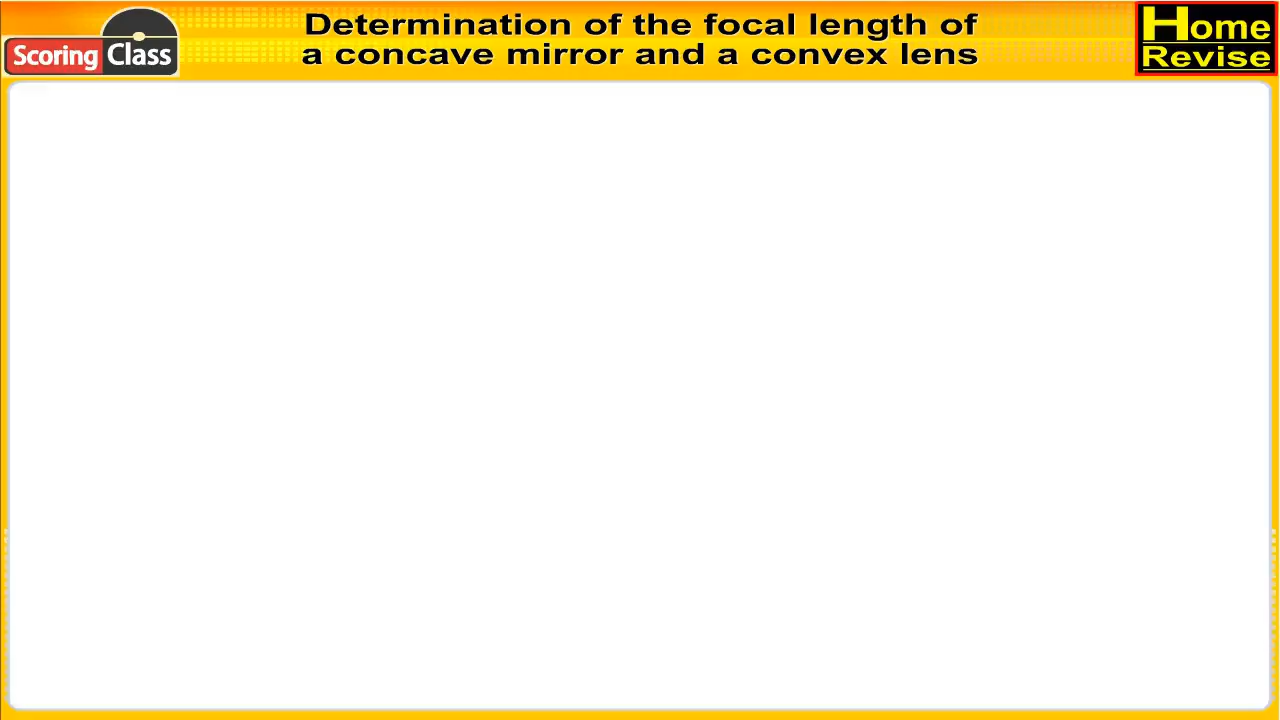 Determination of the focal length of
a concave mirror and a convex lens
Scoring Class
Home
Revise